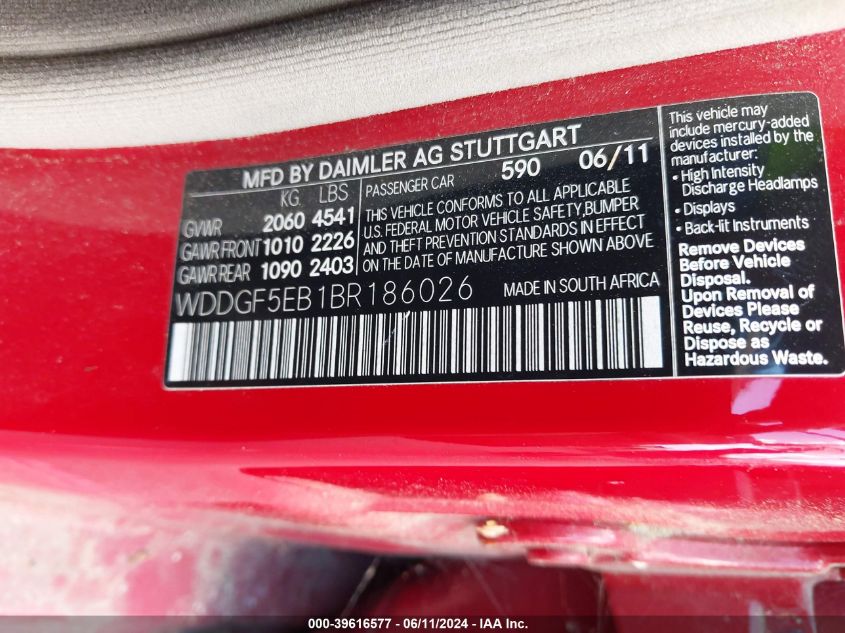 MFD BY DAIMLER AG STUTTGART
KG LBS
GVWR 2060 4541
GAWR FRONT 1010 2226
GAWR REAR 1090 2403
PASSENGER CAR 590 06/11
THIS VEHICLE CONFORMS TO ALL APPLICABLE
U.S. FEDERAL MOTOR VEHICLE SAFETY,BUMPER
AND THEFT PREVENTION STANDARDS IN EFFECT
ON THE DATE OF MANUFACTURE SHOWN ABOVE
WDDGF5EB1BR186026 MADE IN SOUTH AFRICA
This vehicle may
include mercury-added
devices installed by the
manufacturer:
• High Intensity
Discharge Headlamps
• Displays
• Back-lit Instruments
Remove Devices
Before Vehicle
Disposal.
Upon Removal of
Devices Please
Reuse, Recycle or
Dispose as
Hazardous Waste.
000-39616577 - 06/11/2024 - IAA Inc.